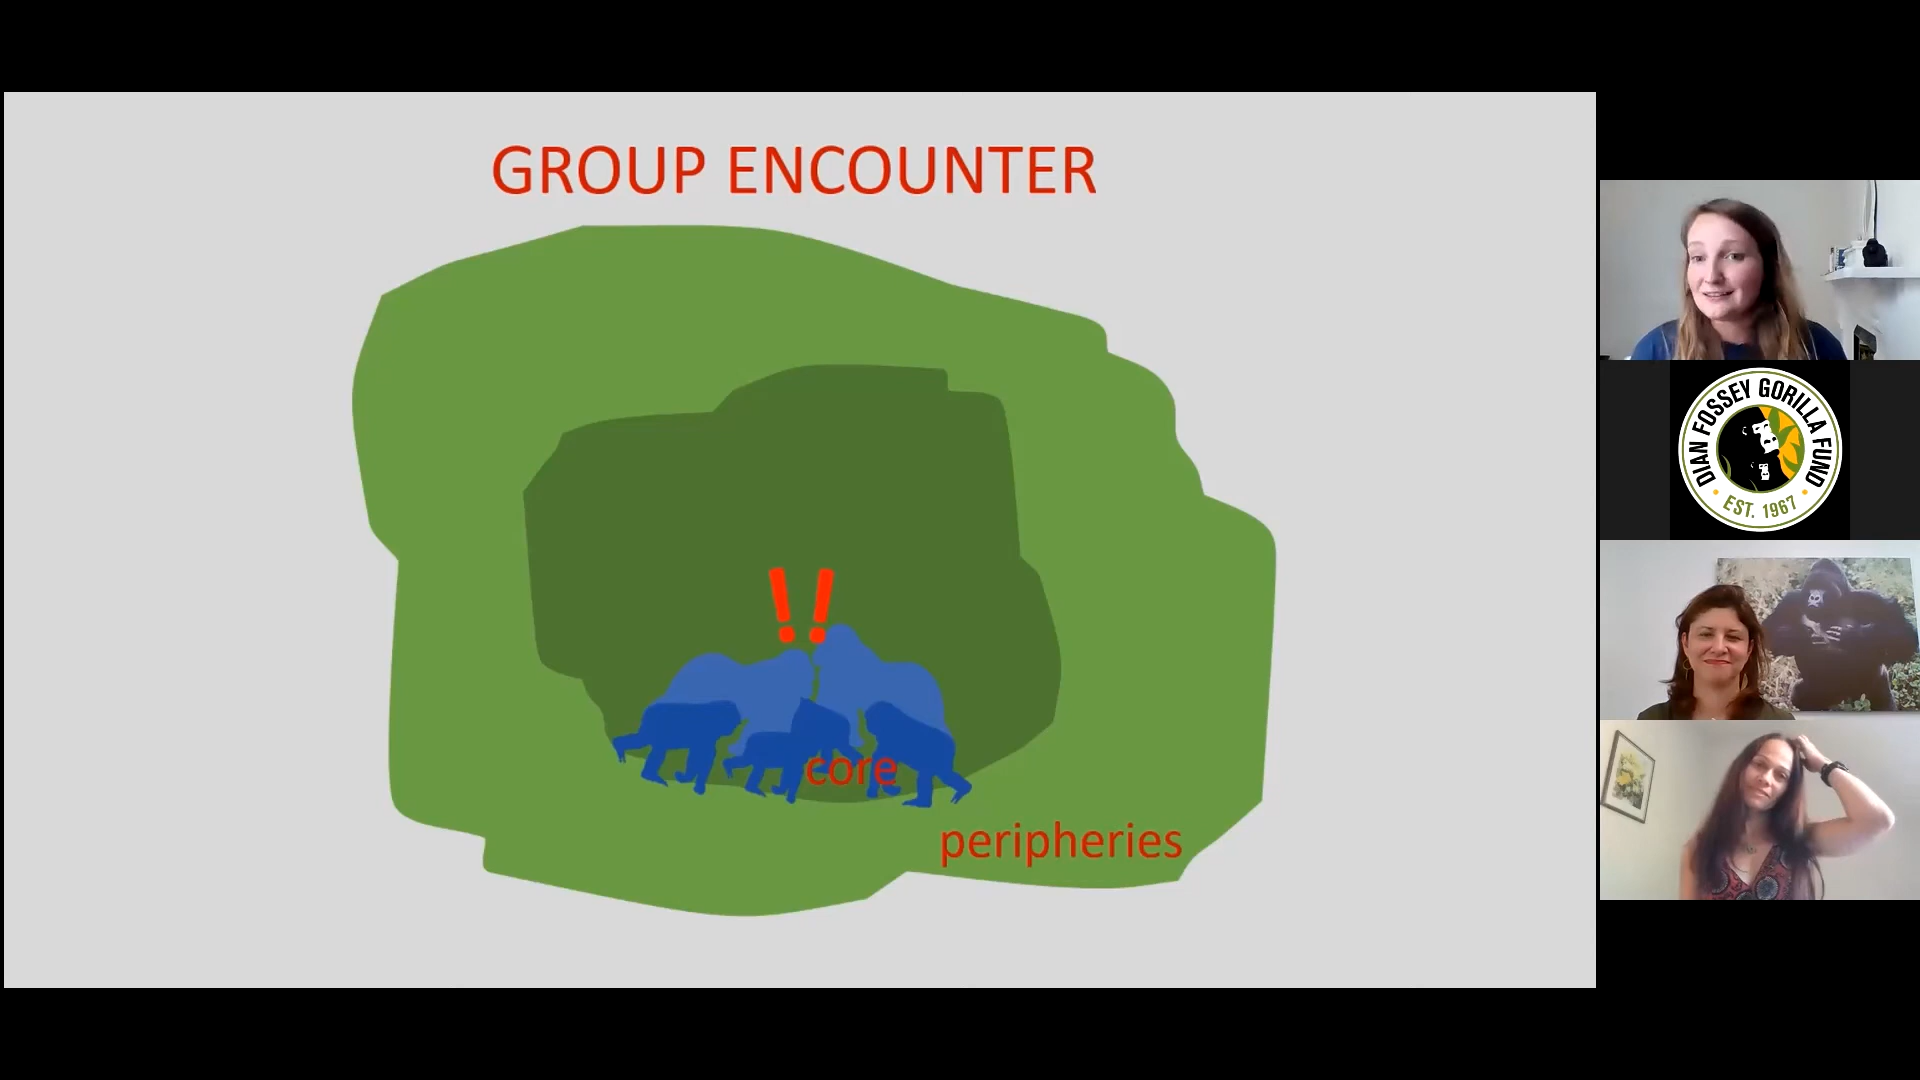 GROUP ENCOUNTER
!!
core
peripheries
DIAN FOSSEY GORILLA FUND
EST. 1967